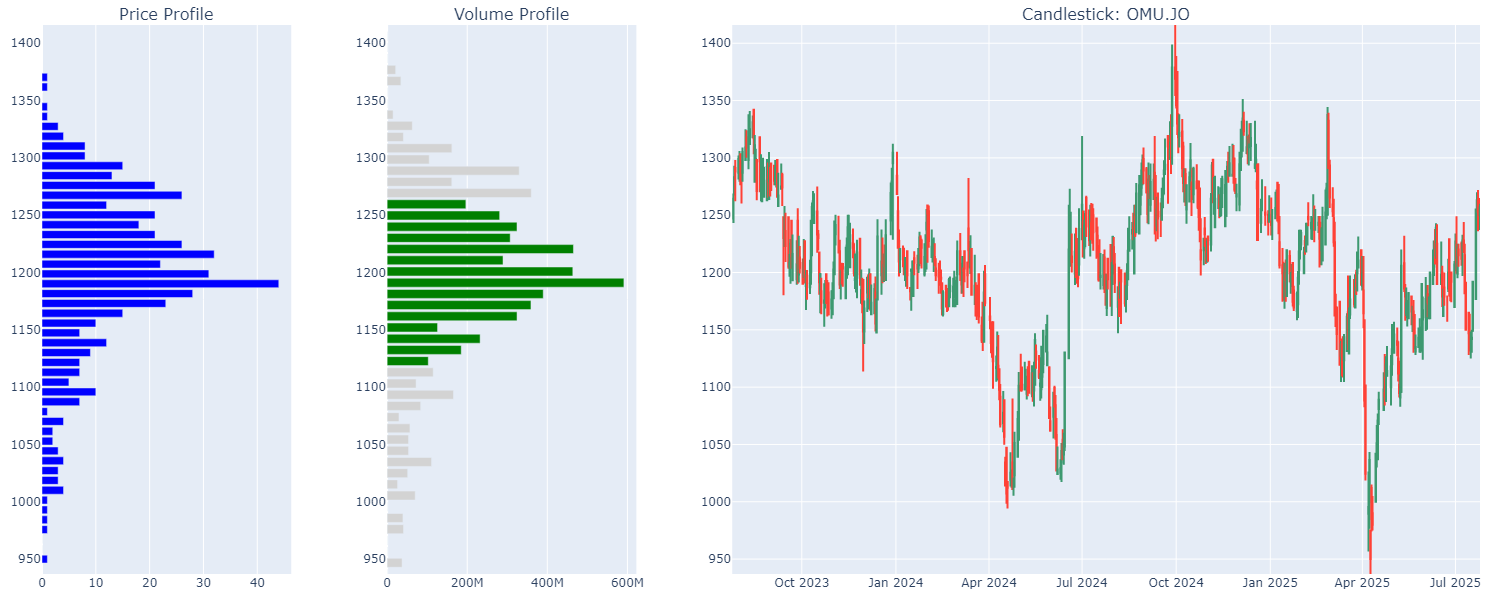 Price Profile
Volume Profile
Candlestick: OMU.JO
1400
1350
1300
1250
1200
1150
1100
1050
1000
950
0
10
20
30
40
1400
1350
1300
1250
1200
1150
1100
1050
1000
950
0
200M
400M
600M
1400
1350
1300
1250
1200
1150
1100
1050
1000
950
Oct 2023
Jan 2024
Apr 2024
Jul 2024
Oct 2024
Jan 2025
Apr 2025
Jul 2025